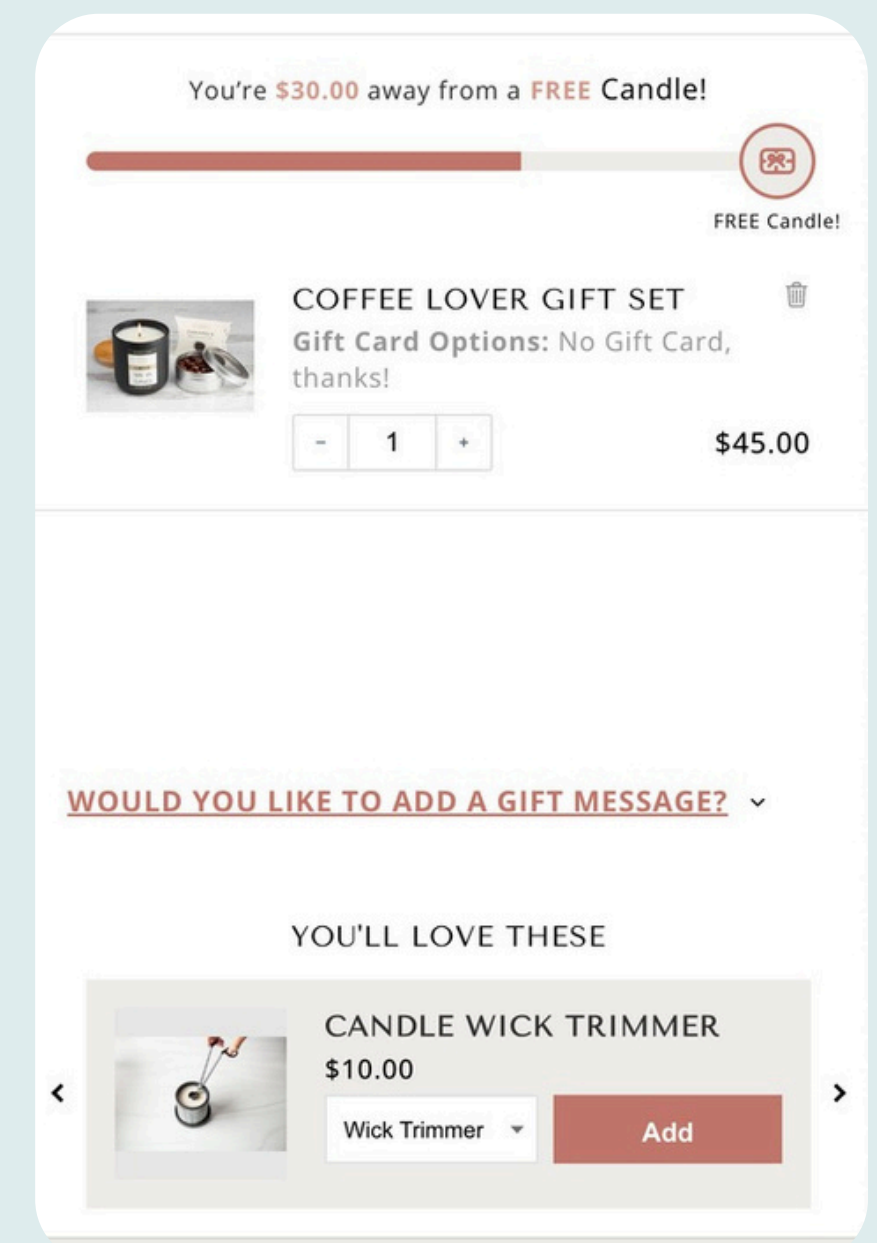 You're $30.00 away from a FREE Candle!
FREE Candle!
COFFEE LOVER GIFT SET
Gift Card Options: No Gift Card,
thanks!
- 1 +
$45.00
WOULD YOU LIKE TO ADD A GIFT MESSAGE?
YOU'LL LOVE THESE
CANDLE WICK TRIMMER
$10.00
Wick Trimmer
Add